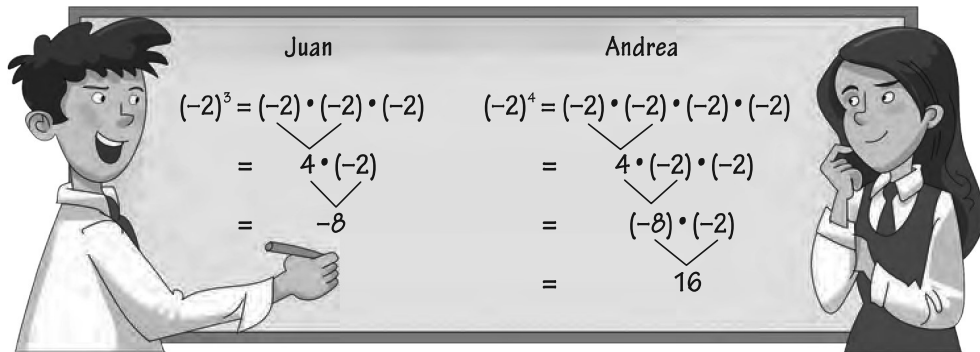 Juan
(–2)³ = (–2) • (–2) • (–2)
= 4 • (–2)
= –8
Andrea
(–2)⁴ = (–2) • (–2) • (–2) • (–2)
= 4 • (–2) • (–2)
= (–8) • (–2)
= 16